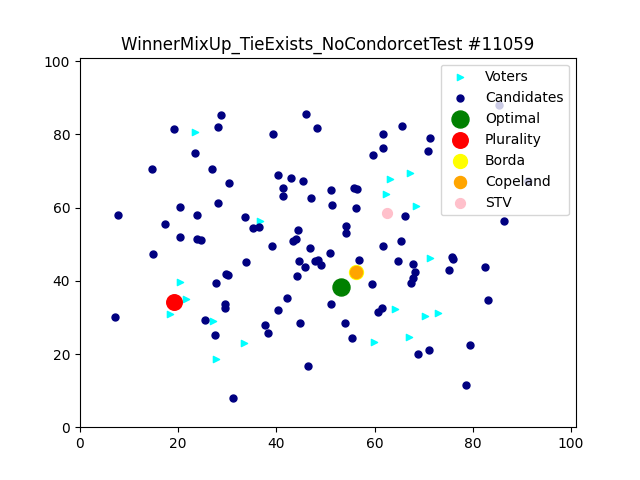 WinnerMixUp_TieExists_NoCondorcetTest #11059
100
80
60
40
20
0
0 20 40 60 80 100
Voters
Candidates
Optimal
Plurality
Borda
Copeland
STV